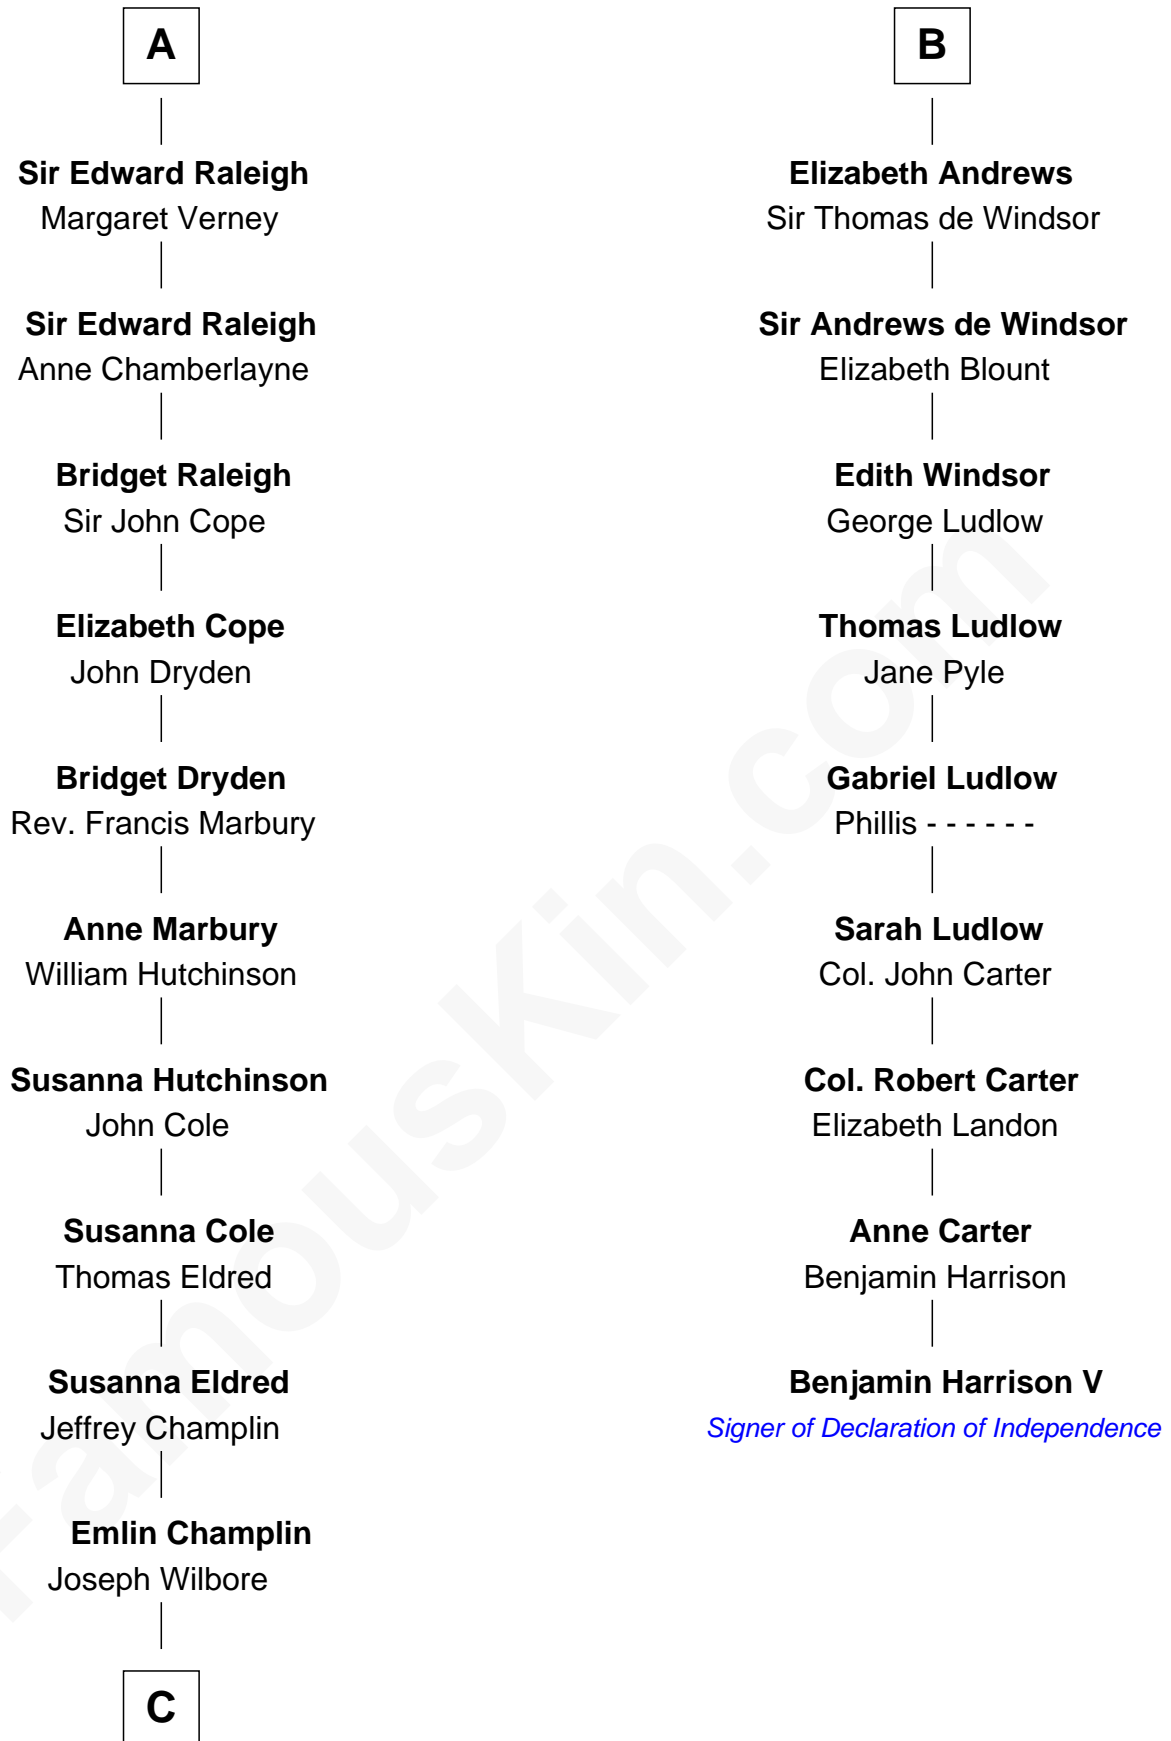 A
Sir Edward Raleigh
Margaret Verney
Sir Edward Raleigh
Anne Chamberlayne
Bridget Raleigh
Sir John Cope
Elizabeth Cope
John Dryden
Bridget Dryden
Rev. Francis Marbury
Anne Marbury
William Hutchinson
Susanna Hutchinson
John Cole
Susanna Cole
Thomas Eldred
Susanna Eldred
Jeffrey Champlin
Emlin Champlin
Joseph Wilbore
C
B
Elizabeth Andrews
Sir Thomas de Windsor
Sir Andrews de Windsor
Elizabeth Blount
Edith Windsor
George Ludlow
Thomas Ludlow
Jane Pyle
Gabriel Ludlow
Phillis - - - - - -
Sarah Ludlow
Col. John Carter
Col. Robert Carter
Elizabeth Landon
Anne Carter
Benjamin Harrison
Benjamin Harrison V
Signer of Declaration of Independence
FamousKin.com